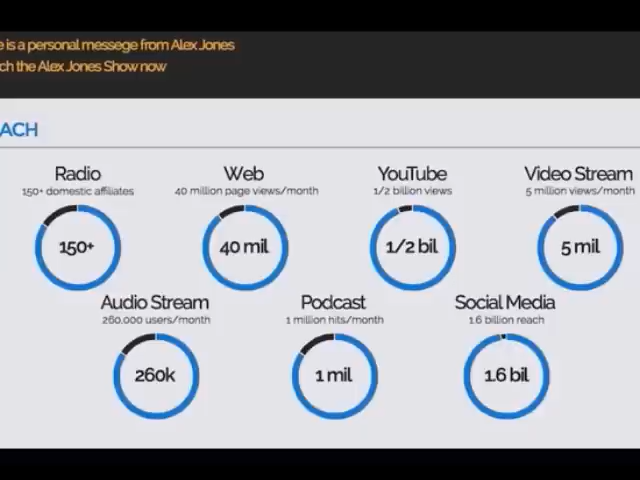 e is a personal messege from Alex Jones
ch the Alex Jones Show now
ACH
Radio
150+ domestic affiliates
150+
Web
40 million page views/month
40 mil
YouTube
1/2 billion views
1/2 bil
Video Stream
5 million views/month
5 mil
Audio Stream
260,000 users/month
260k
Podcast
1 million hits/month
1 mil
Social Media
1.6 billion reach
1.6 bil